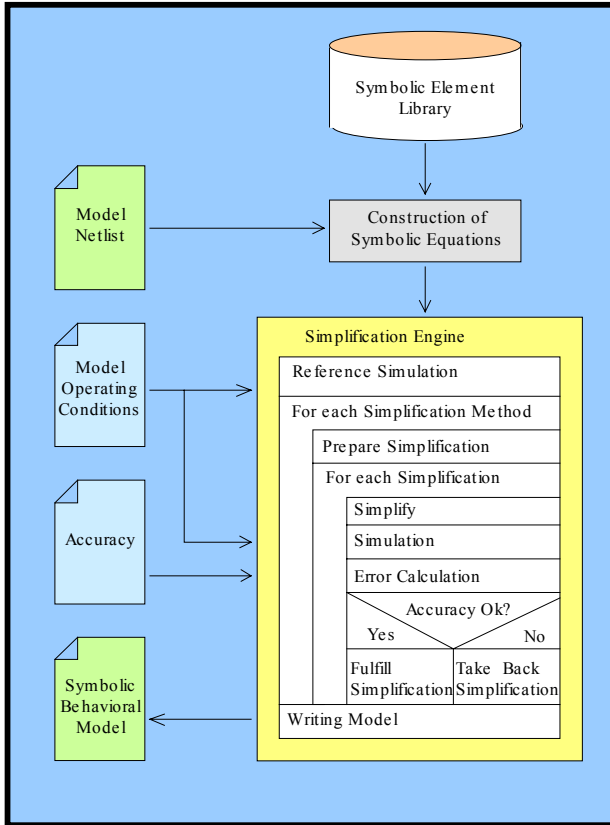 Symbolic Element
Library
Model
Netlist
Construction of
Symbolic Equations
Simplification Engine
Model
Operating
Conditions
Reference Simulation
For each Simplification Method
Prepare Simplification
For each Simplification
Accuracy
Simplify
Simulation
Error Calculation
Accuracy Ok?
Yes
No
Fulfill
Simplification
Take Back
Simplification
Symbolic
Behavioral
Model
Writing Model